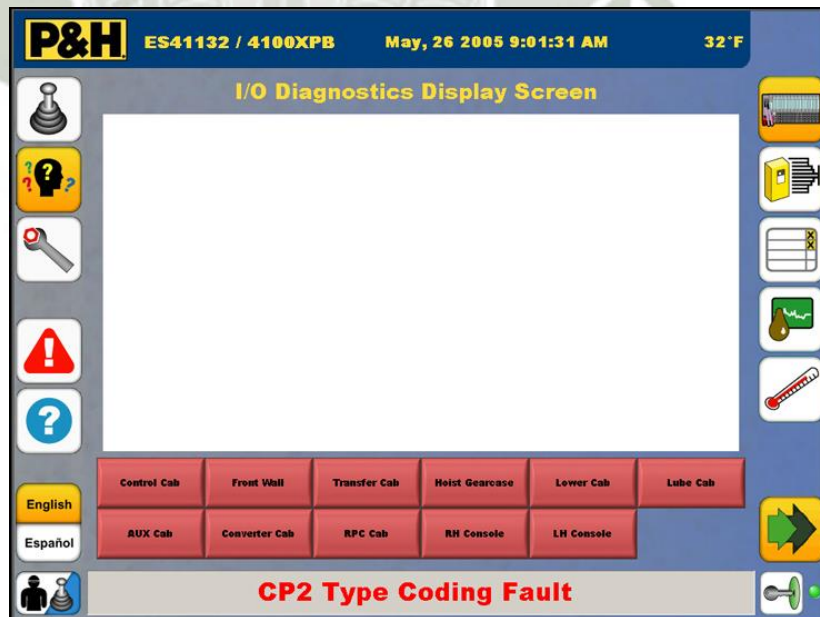 P&H ES41132 / 4100XPB May, 26 2005 9:01:31 AM 32°F
I/O Diagnostics Display Screen
? ? ?
!
?
Control Cab Front Wall Transfer Cab Hoist Gearcase Lower Cab Lube Cab
English
AUX Cab Converter Cab RPC Cab RH Console LH Console
Español
CP2 Type Coding Fault